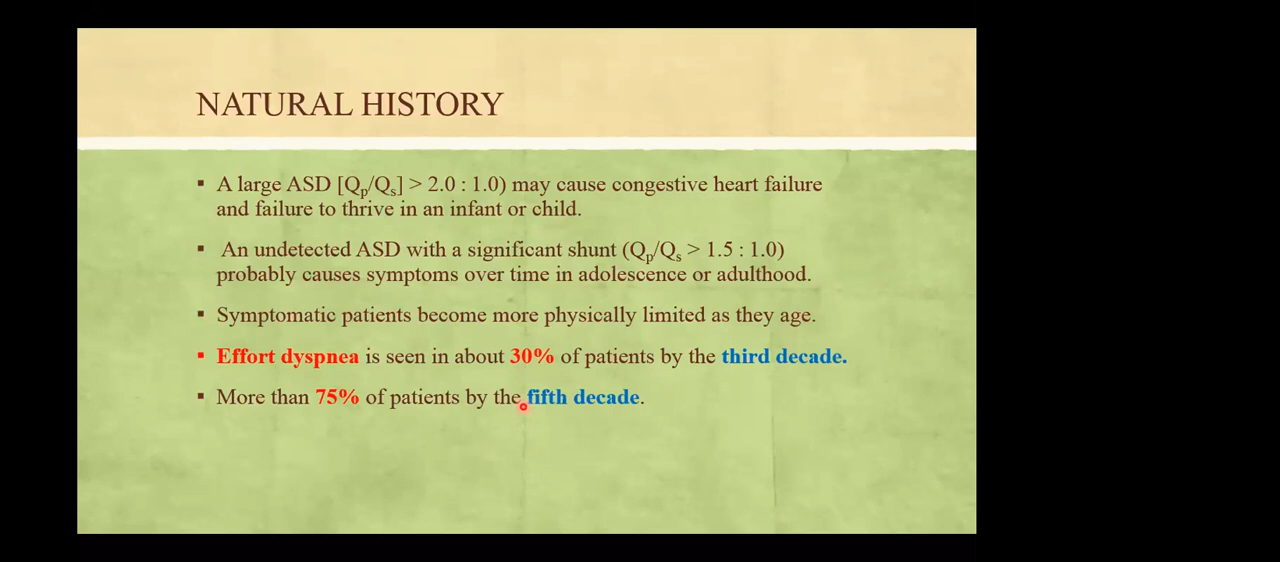 NATURAL HISTORY
▪ A large ASD [Qp/Qs] > 2.0 : 1.0) may cause congestive heart failure
and failure to thrive in an infant or child.
▪ An undetected ASD with a significant shunt (Qp/Qs > 1.5 : 1.0)
probably causes symptoms over time in adolescence or adulthood.
▪ Symptomatic patients become more physically limited as they age.
▪ Effort dyspnea is seen in about 30% of patients by the third decade.
▪ More than 75% of patients by the fifth decade.